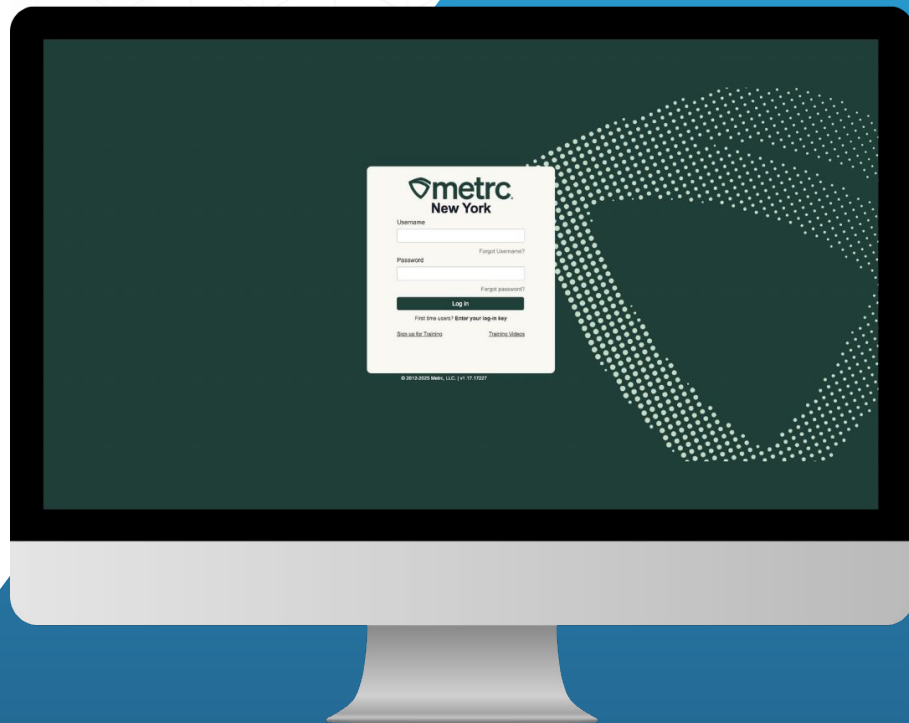 metrc
New York
Username
Forgot Username?
Password
Forgot password?
Log in
First time users? Enter your log-in key
Sign up for Training Training Videos
© 2012-2025 Metrc, LLC. | v1.17.17227